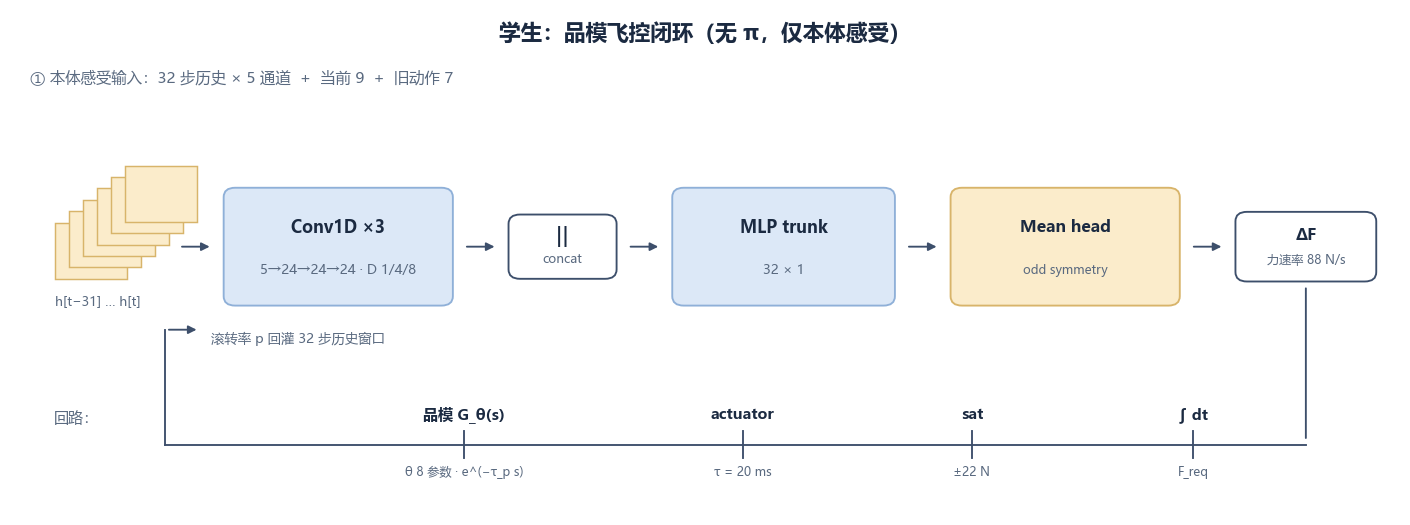 学生：品模飞控闭环（无 π，仅本体感受）
① 本体感受输入：32 步历史 × 5 通道 + 当前 9 + 旧动作 7
Conv1D ×3
5→24→24→24 · D 1/4/8
||
concat
MLP trunk
32 × 1
Mean head
odd symmetry
ΔF
力速率 88 N/s
h[t−31] … h[t]
滚转率 p 回灌 32 步历史窗口
回路：
品模 G_θ(s)
actuator
sat
∫ dt
θ 8 参数 · e^(−τ_p s)
τ = 20 ms
±22 N
F_req